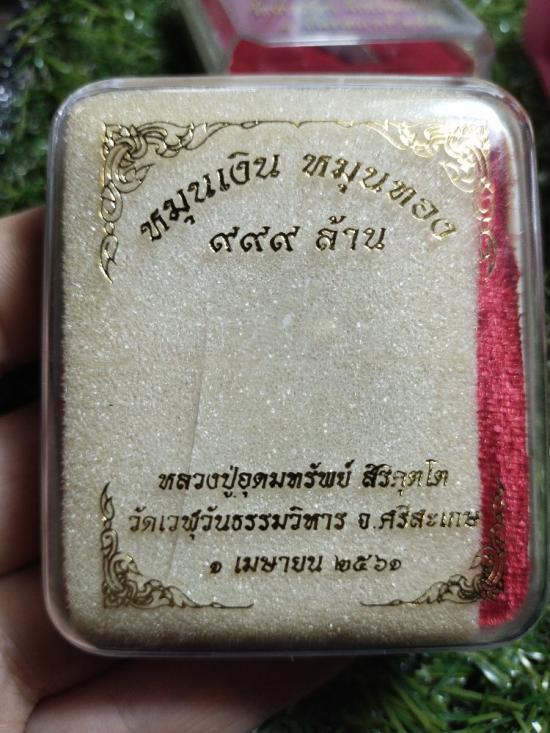 หมุนเงิน หมุนทอง
๙๙๙ ล้าน
หลวงปู่อุดมทรัพย์ สิริคุตโต
วัดเวฬุวันธรรมวิหาร จ.ศรีสะเกษ
๑ เมษายน ๒๕๖๑